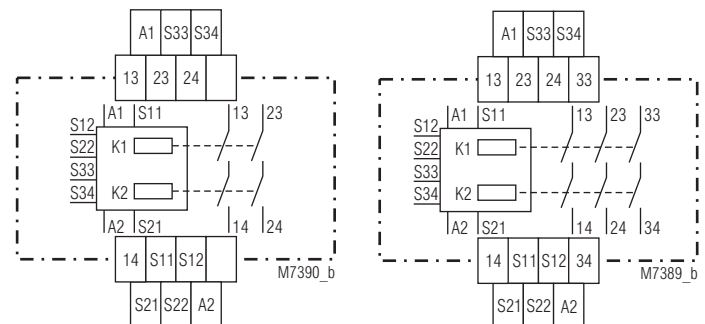 A1 S33 S34
13 23 24
A1 S11 13 23
S12
K1
S22
S33
K2
S34
A2 S21 14 24
14 S11 S12
M7390_b
S21 S22 A2
A1 S33 S34
13 23 24 33
A1 S11 13 23 33
S12
K1
S22
S33
K2
S34
A2 S21 14 24 34
14 S11 S12 34
M7389_b
S21 S22 A2